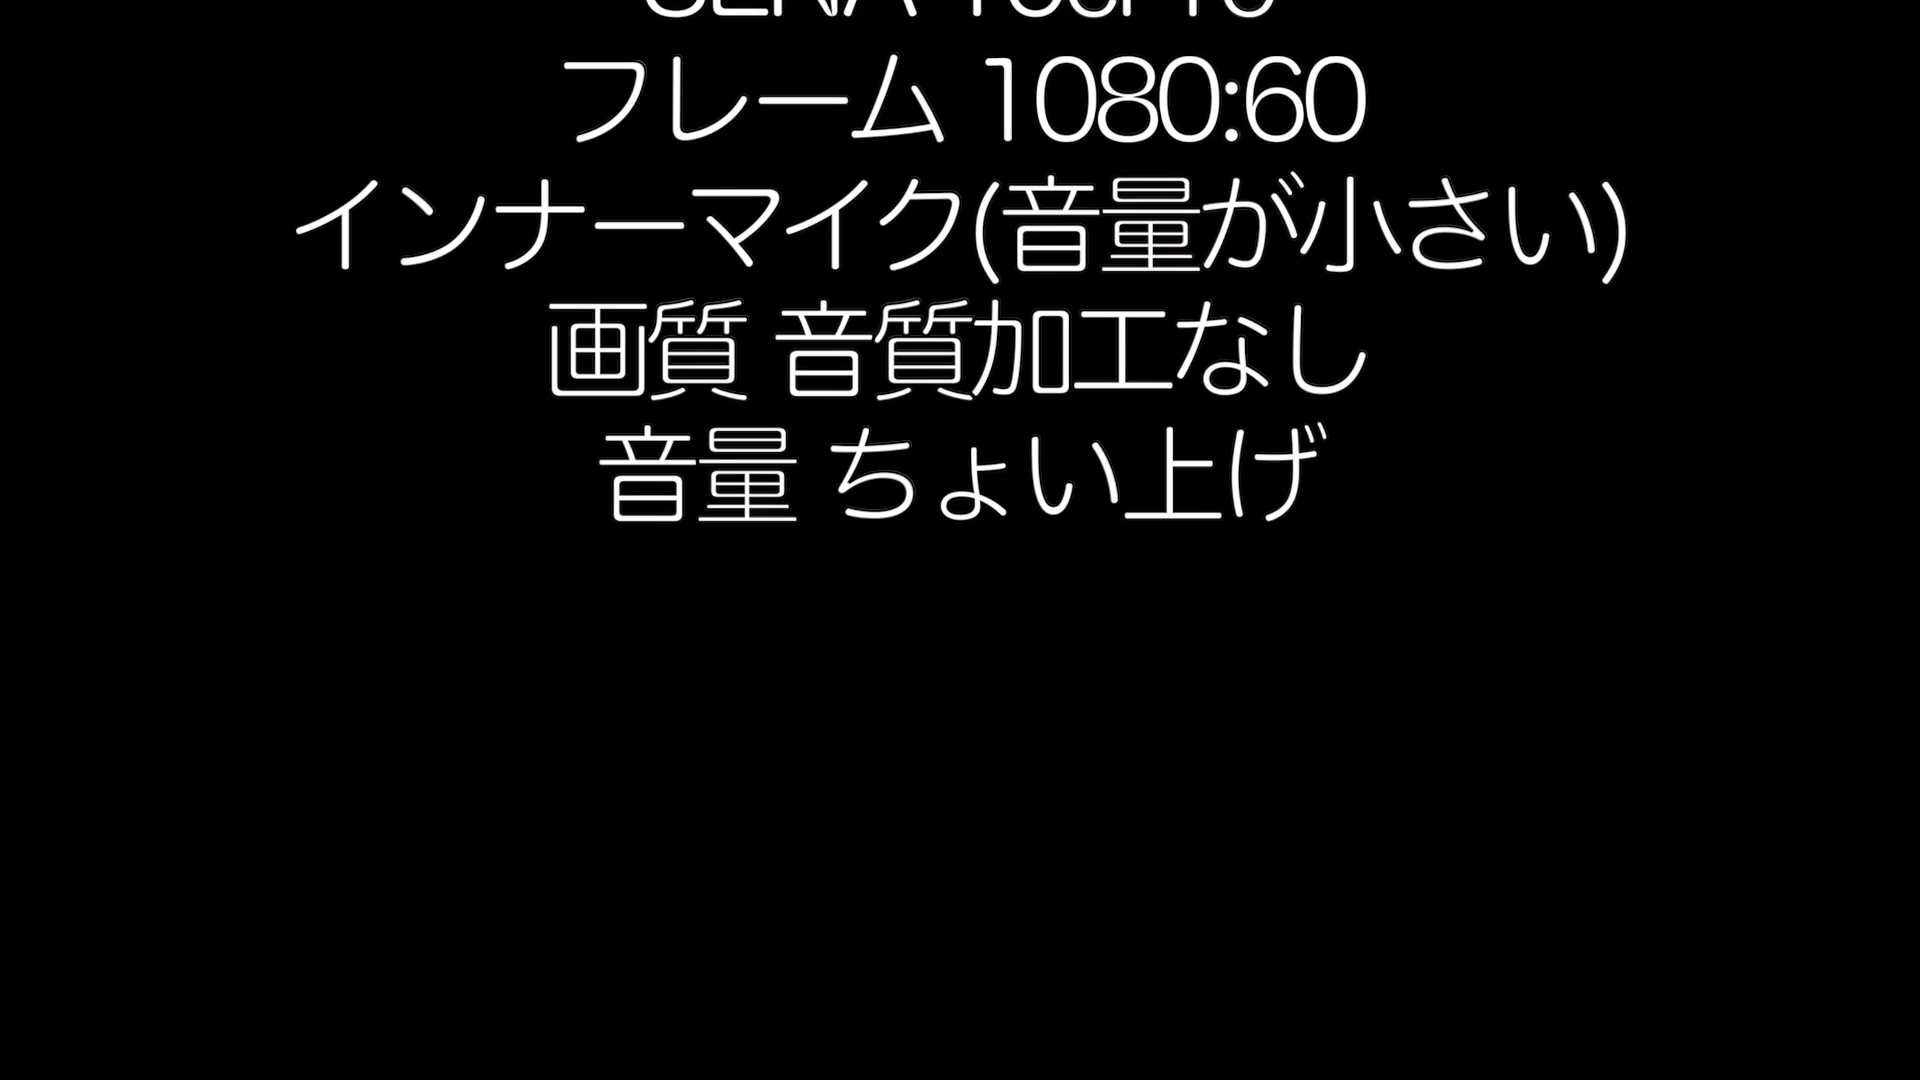 フレーム 1080:60
インナーマイク(音量が小さい)
画質 音質加工なし
音量 ちょい上げ